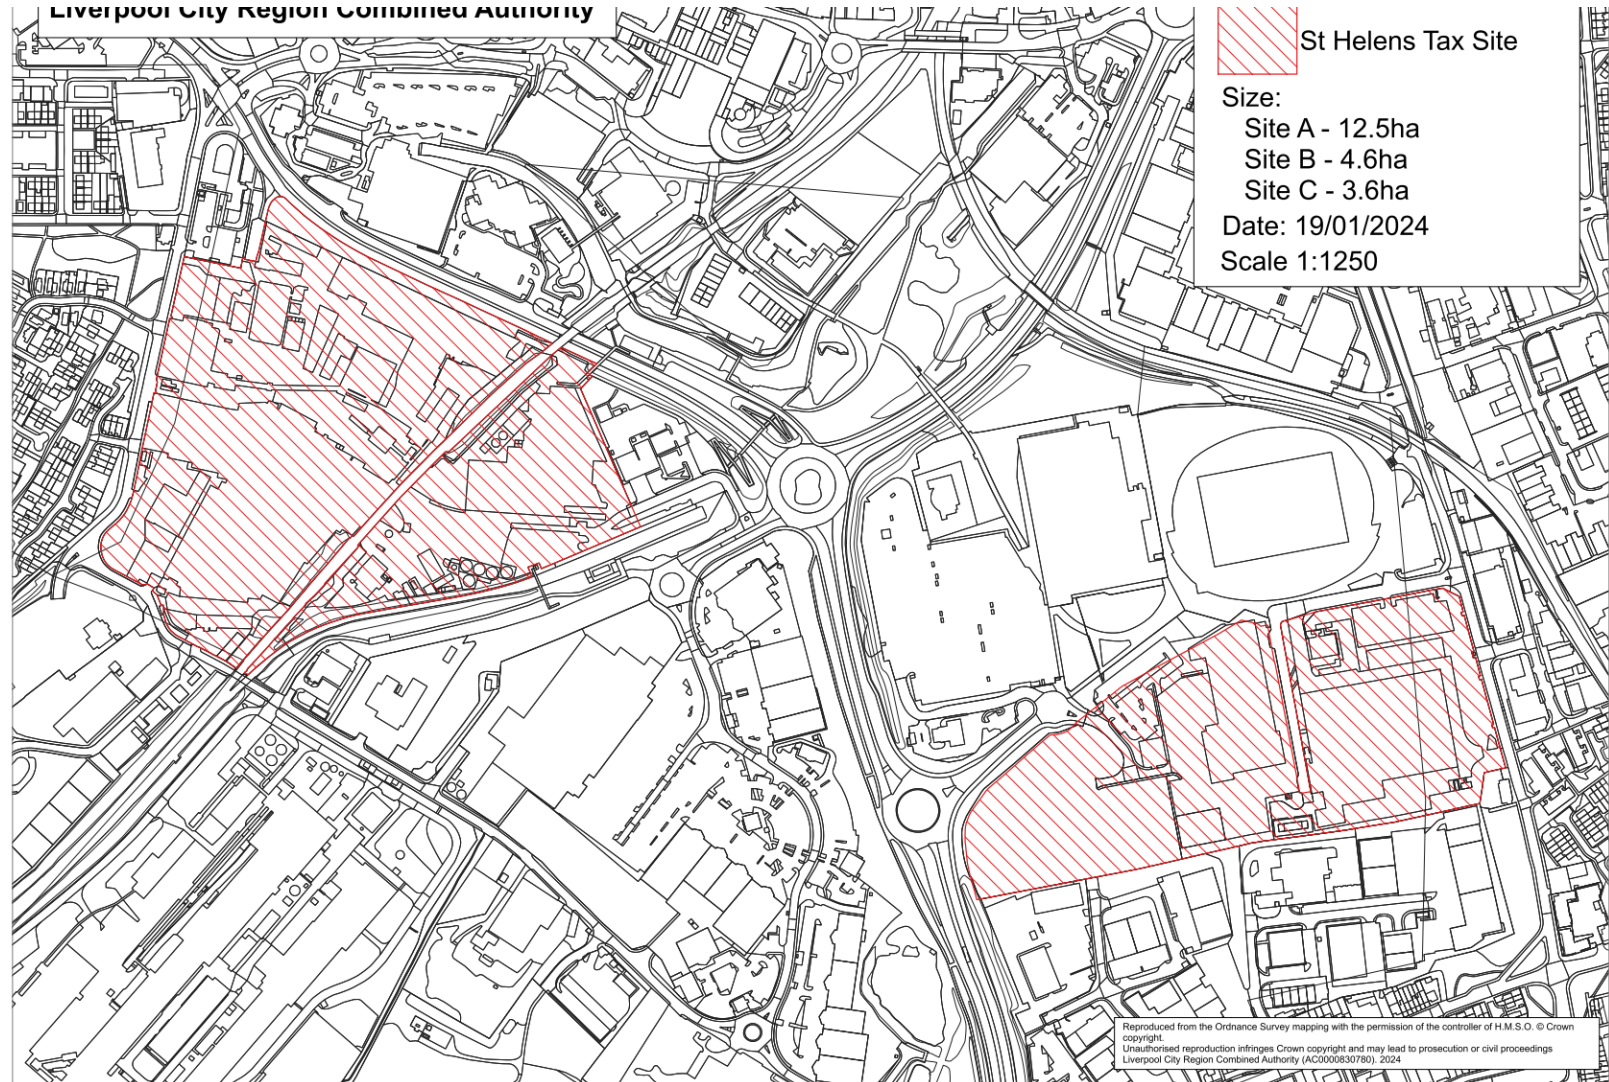 Liverpool City Region Combined Authority
St Helens Tax Site
Size:
Site A - 12.5ha
Site B - 4.6ha
Site C - 3.6ha
Date: 19/01/2024
Scale 1:1250
Reproduced from the Ordnance Survey mapping with the permission of the controller of H.M.S.O. © Crown
copyright.
Unauthorised reproduction infringes Crown copyright and may lead to prosecution or civil proceedings
Liverpool City Region Combined Authority (AC0000830780). 2024